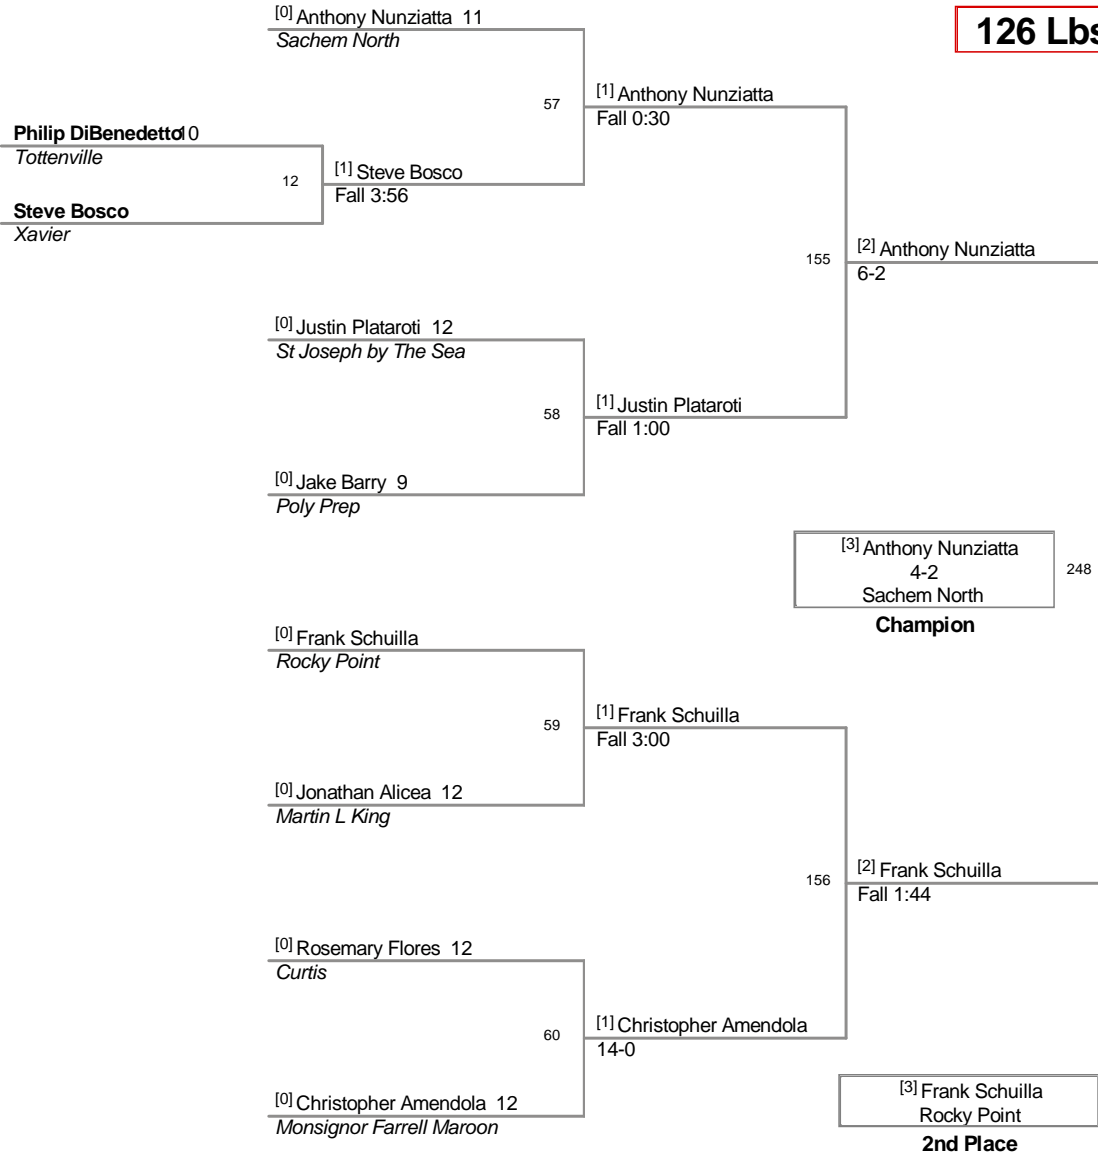 [0] Anthony Nunziatta 11
Sachem North
126 Lbs
57
[1] Anthony Nunziatta
Fall 0:30
Philip DiBenedetto 10
Tottenville
12
[1] Steve Bosco
Fall 3:56
Steve Bosco
Xavier
155
[2] Anthony Nunziatta
6-2
[0] Justin Plataroti 12
St Joseph by The Sea
58
[1] Justin Plataroti
Fall 1:00
[0] Jake Barry 9
Poly Prep
[3] Anthony Nunziatta
4-2
Sachem North
248
Champion
[0] Frank Schuilla
Rocky Point
59
[1] Frank Schuilla
Fall 3:00
[0] Jonathan Alicea 12
Martin L King
156
[2] Frank Schuilla
Fall 1:44
[0] Rosemary Flores 12
Curtis
60
[1] Christopher Amendola
14-0
[0] Christopher Amendola 12
Monsignor Farrell Maroon
[3] Frank Schuilla
Rocky Point
2nd Place